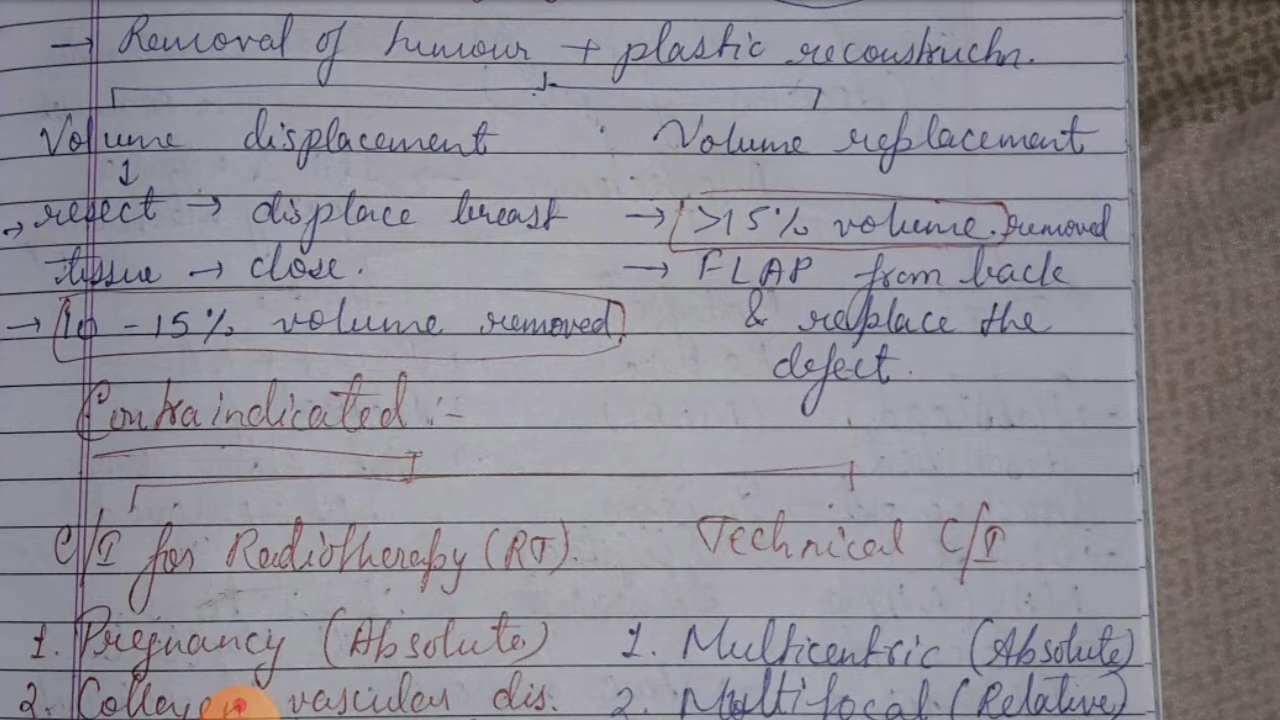 → Removal of tumour + plastic reconstructn.
Volume displacement
↓
→ resect → displace breast
tissue → close.
→ 10 - 15% volume removed.
Volume replacement
→ >15% volume removed
→ FLAP from back
& replace the
defect.
Contraindicated :-
C/I for Radiotherapy (RT).
1. Pregnancy (Absolute)
2. Collagen vascular dis.
Technical C/I
1. Multicentric (Absolute)
2. Multifocal. (Relative)